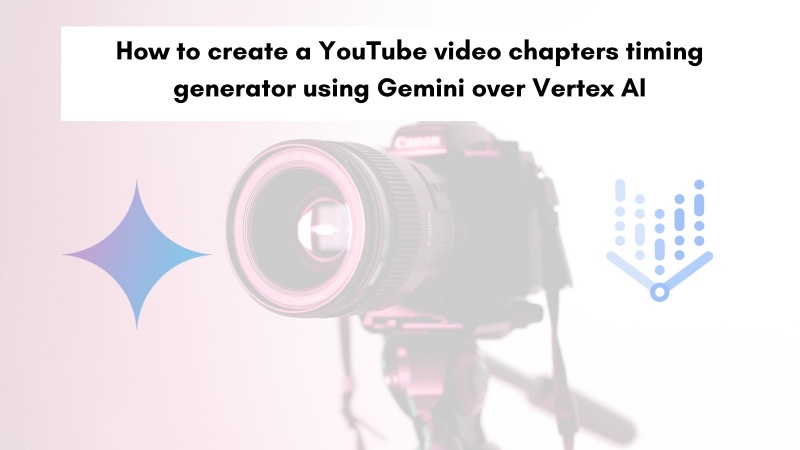 How to create a YouTube video chapters timing
generator using Gemini over Vertex AI
Canon